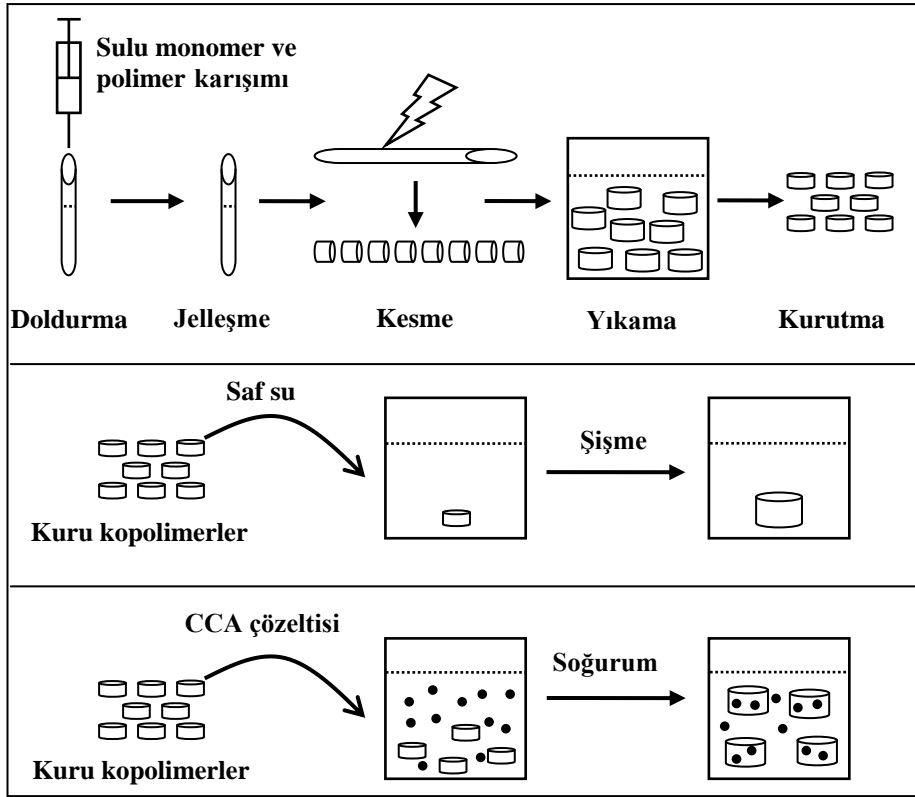 Sulu monomer ve
polimer karışımı
Doldurma
Jelleşme
Kesme
Yıkama
Kurutma
Saf su
Şişme
Kuru kopolimerler
CCA çözeltisi
Soğurum
Kuru kopolimerler